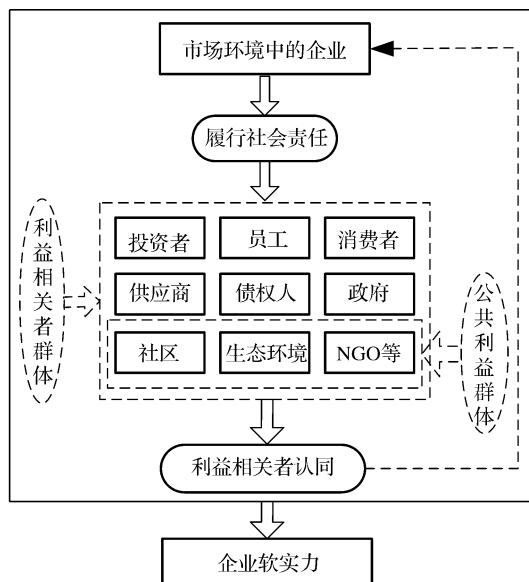 市场环境中的企业
履行社会责任
投资者
员工
消费者
供应商
债权人
政府
社区
生态环境
NGO等
利益相关者群体
公共利益群体
利益相关者认同
企业软实力